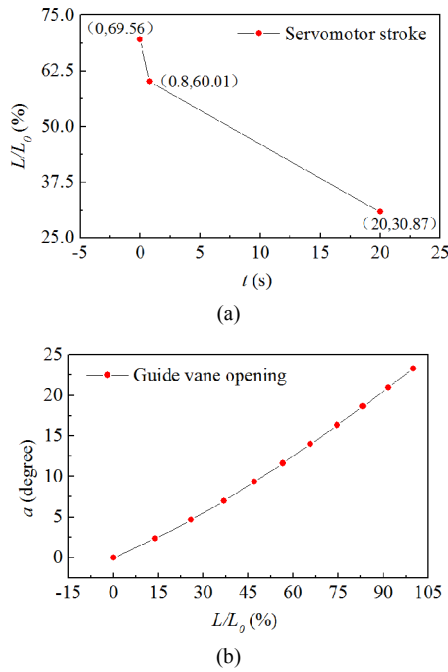 75.0
(0,69.56)
Servomotor stroke
62.5
(0.8,60.01)
L/L0 (%)
50.0
37.5
(20,30.87)
25.0
-5 0 5 10 15 20 25
t (s)
(a)
25
Guide vane opening
20
15
a (degree)
10
5
0
-15 0 15 30 45 60 75 90 105
L/L0 (%)
(b)